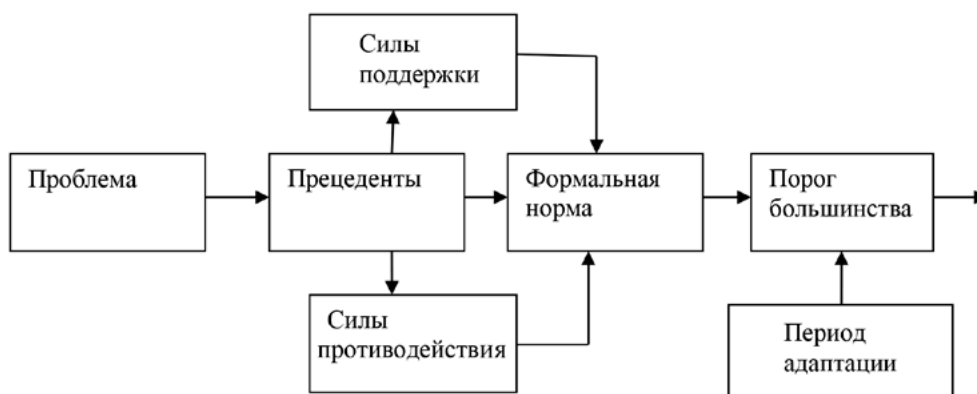 Силы
поддержки
Проблема
Прецеденты
Формальная
норма
Порог
большинства
Силы
противодействия
Период
адаптации